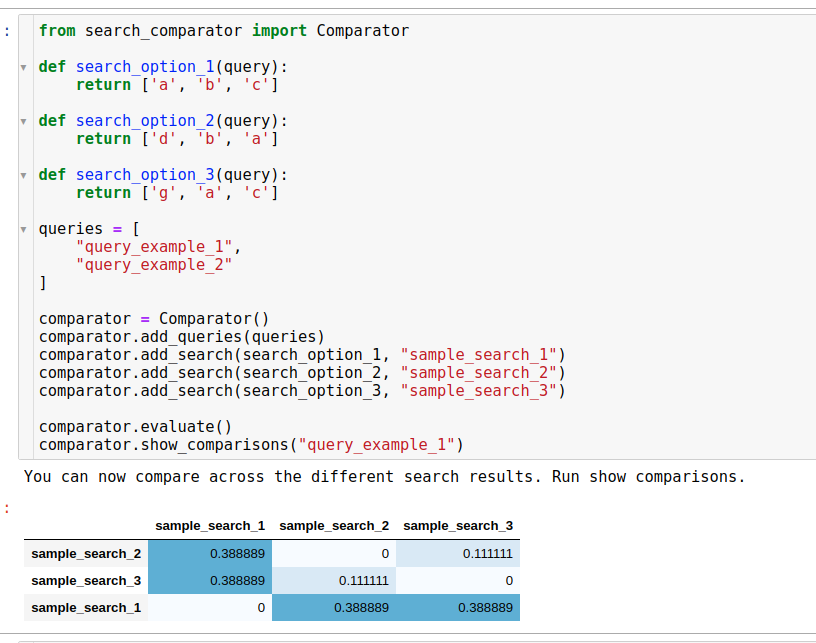 from search_comparator import Comparator
def search_option_1(query):
    return ['a', 'b', 'c']
def search_option_2(query):
    return ['d', 'b', 'a']
def search_option_3(query):
    return ['g', 'a', 'c']
queries = [
    "query_example_1",
    "query_example_2"
]
comparator = Comparator()
comparator.add_queries(queries)
comparator.add_search(search_option_1, "sample_search_1")
comparator.add_search(search_option_2, "sample_search_2")
comparator.add_search(search_option_3, "sample_search_3")
comparator.evaluate()
comparator.show_comparisons("query_example_1")
You can now compare across the different search results. Run show comparisons.
sample_search_1 sample_search_2 sample_search_3
sample_search_2 0.388889 0 0.111111
sample_search_3 0.388889 0.111111 0
sample_search_1 0 0.388889 0.388889